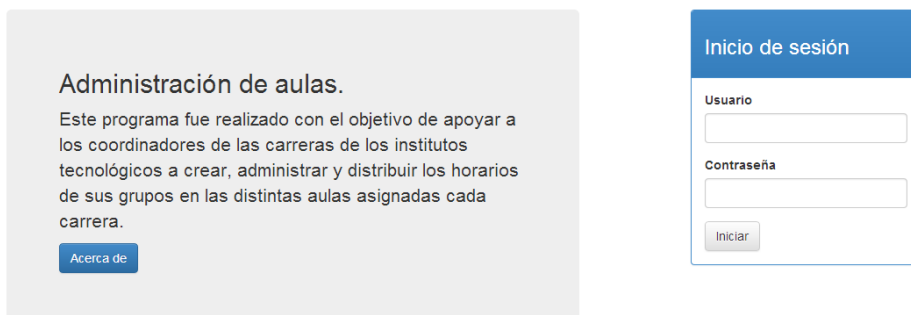 Administración de aulas.
Este programa fue realizado con el objetivo de apoyar a
los coordinadores de las carreras de los institutos
tecnológicos a crear, administrar y distribuir los horarios
de sus grupos en las distintas aulas asignadas cada
carrera.
Acerca de
Inicio de sesión
Usuario
Contraseña
Iniciar